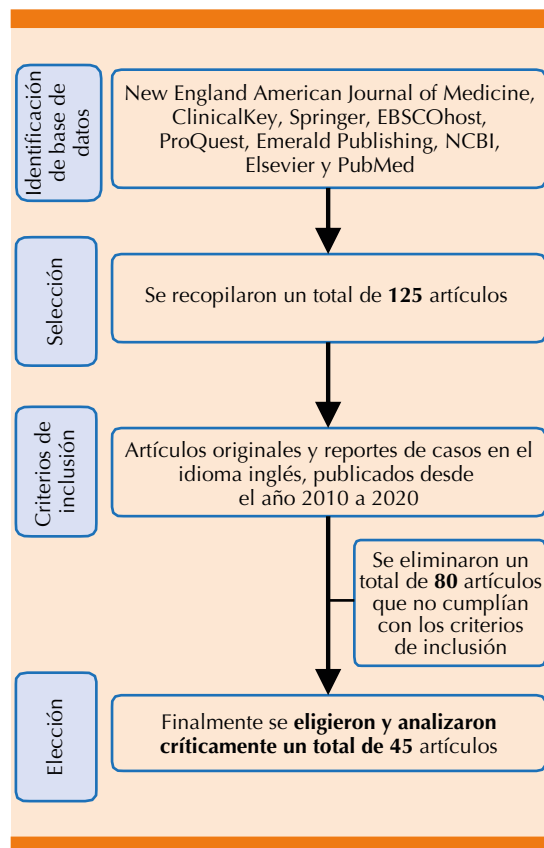 Identificación
de base de
datos
New England American Journal of Medicine,
ClinicalKey, Springer, EBSCOhost,
ProQuest, Emerald Publishing, NCBI,
Elsevier y PubMed
Selección
Se recopilaron un total de 125 artículos
Criterios de
inclusión
Artículos originales y reportes de casos en el
idioma inglés, publicados desde
el año 2010 a 2020
Se eliminaron un
total de 80 artículos
que no cumplían
con los criterios
de inclusión
Elección
Finalmente se eligieron y analizaron
críticamente un total de 45 artículos